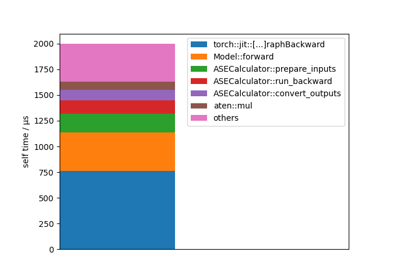 2000
1750
1500
1250
1000
750
500
250
0
self time / µs
torch::jit::[...]raphBackward
Model::forward
ASECalculator::prepare_inputs
ASECalculator::run_backward
ASECalculator::convert_outputs
aten::mul
others